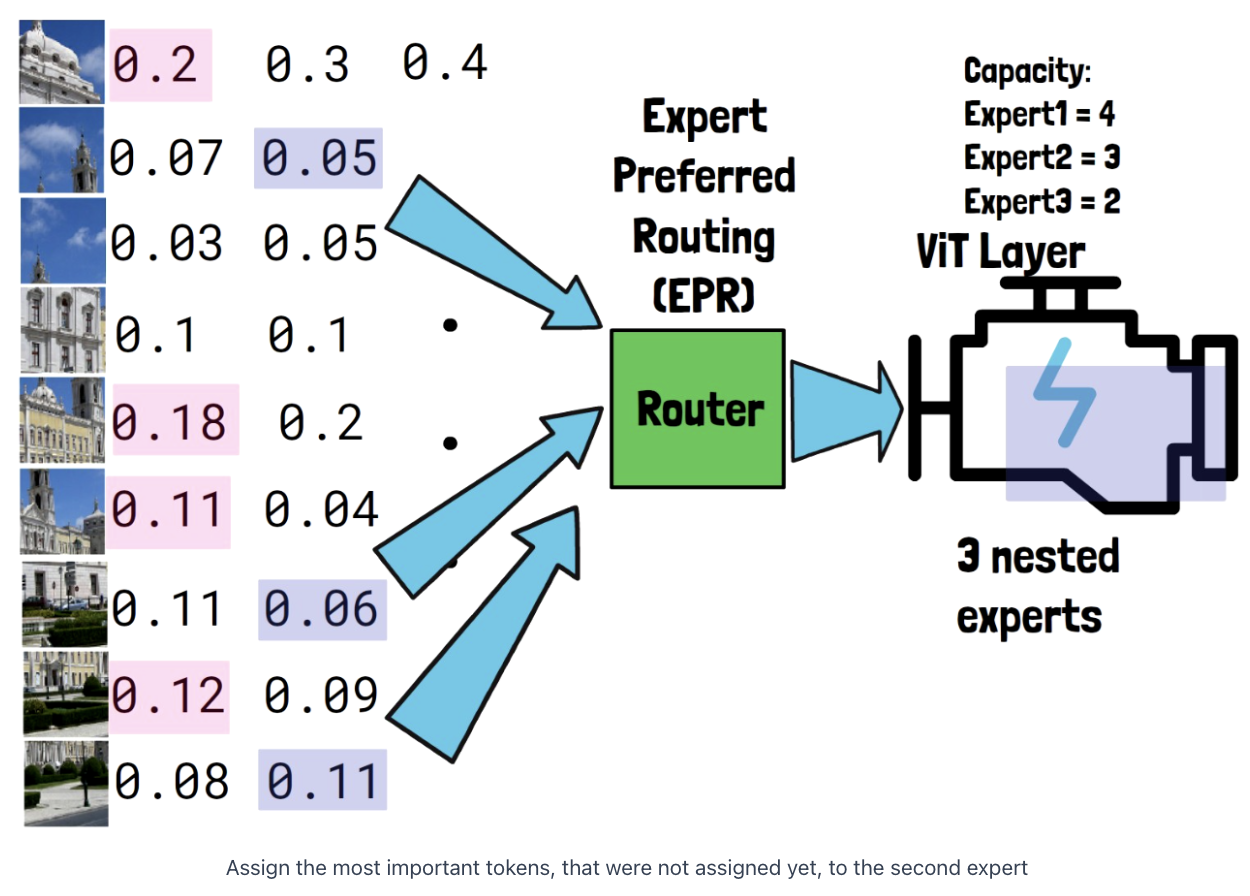 0.2 0.3 0.4
0.07 0.05
0.03 0.05
0.1 0.1
0.18 0.2
0.11 0.04
0.11 0.06
0.12 0.09
0.08 0.11
Expert
Preferred
Routing
(EPR)
Router
Capacity:
Expert1 = 4
Expert2 = 3
Expert3 = 2
ViT Layer
3 nested
experts
Assign the most important tokens, that were not assigned yet, to the second expert